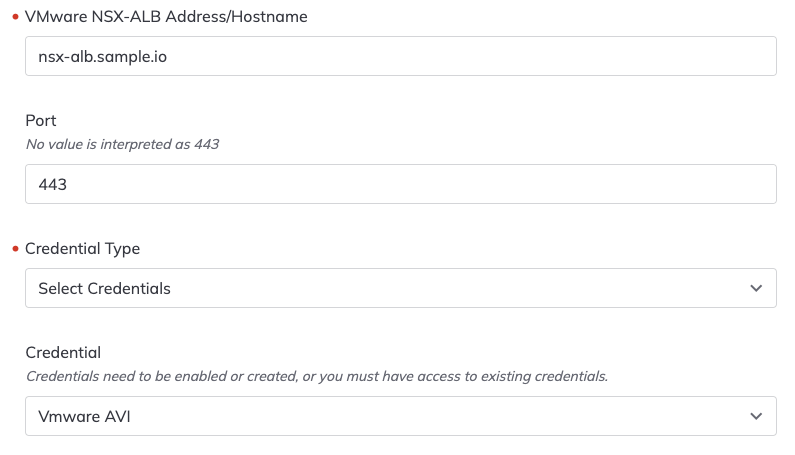 VMware NSX-ALB Address/Hostname
nsx-alb.sample.io
Port
No value is interpreted as 443
443
Credential Type
Select Credentials
Credential
Credentials need to be enabled or created, or you must have access to existing credentials.
Vmware AVI